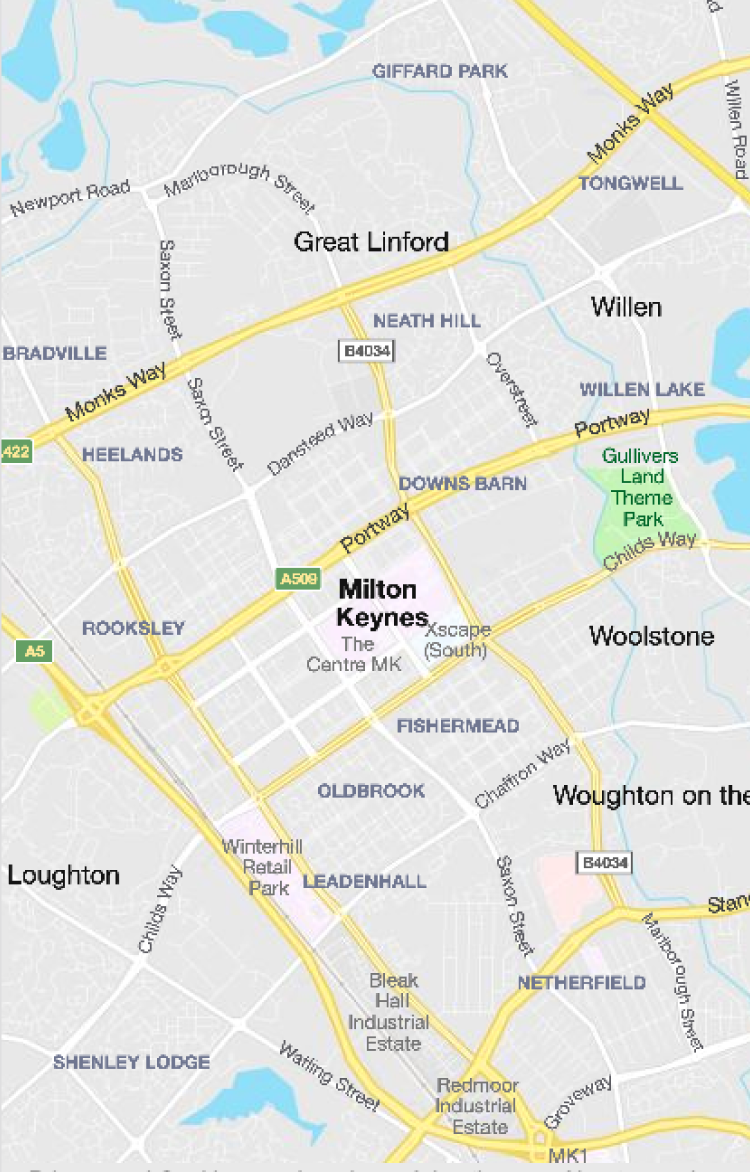 GIFFARD PARK
Monks Way
Willen Road
TONGWELL
Newport Road
Marlborough Street
Great Linford
Saxon Street
Willen
NEATH HILL
B4034
BRADVILLE
Monks Way
Overstreet
WILLEN LAKE
Saxon Street
Dansteed Way
Portway
422
HEELANDS
Gullivers
Land
Theme
Park
DOWNS BARN
Portway
Childs Way
A509
Milton
Keynes
ROOKSLEY
Xscape
(South)
The
Centre MK
Woolstone
A5
FISHERMEAD
Chaffron Way
OLDBROOK
Woughton on the
Winterhill
Retail
Park
B4034
Loughton
LEADENHALL
Childs Way
Saxon Street
Stan
Marlborough Street
NETHERFIELD
Bleak
Hall
Industrial
Estate
SHENLEY LODGE
Watling Street
Redmoor
Industrial
Estate
Groveway
MK1